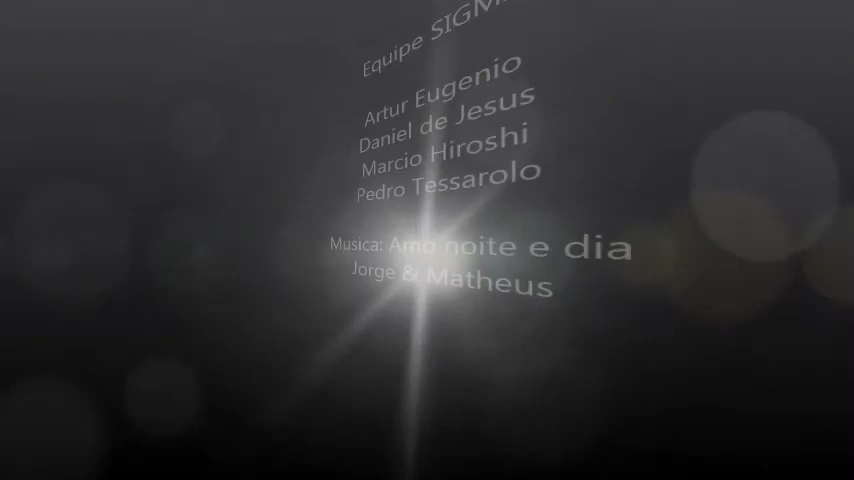 Equipe SIGM
Artur Eugenio
Daniel de Jesus
Marcio Hiroshi
Pedro Tessarolo
Musica: Amo noite e dia
Jorge & Matheus